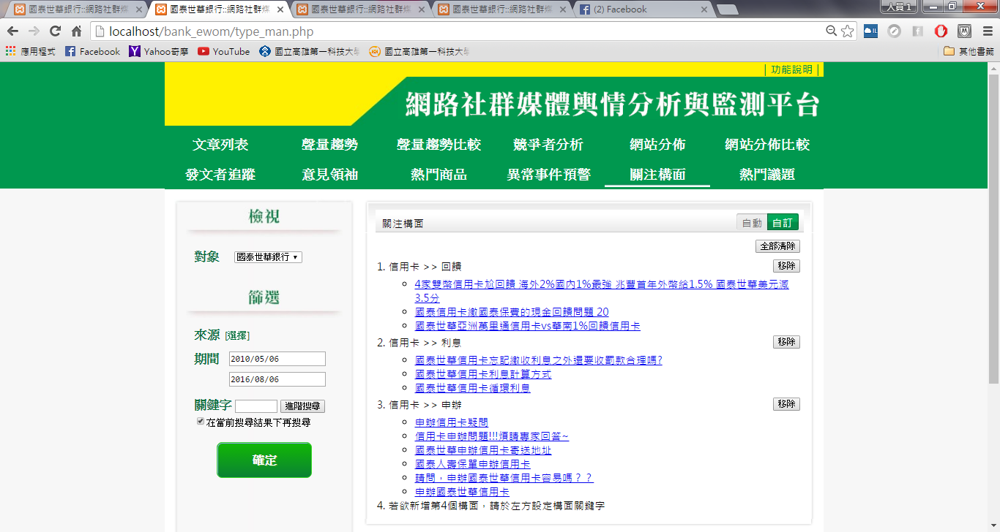 國泰世華銀行::網路社群媒 國泰世華銀行::網路社群媒 國泰世華銀行::網路社群媒 國泰世華銀行::網路社群媒 (2) Facebook 人員 1
localhost/bank_ewom/type_man.php
應用程式 Facebook Yahoo奇摩 YouTube 國立高雄第一科技大學 國立高雄第一科技大學 其他書籤
| 功能說明 |
網路社群媒體輿情分析與監測平台
文章列表 聲量趨勢 聲量趨勢比較 競爭者分析 網站分佈 網站分佈比較
發文者追蹤 意見領袖 熱門商品 異常事件預警 關注構面 熱門議題
檢視
對象 國泰世華銀行
篩選
來源 [選擇]
期間 2010/05/06
2016/08/06
關鍵字 進階搜尋
在當前搜尋結果下再搜尋
確定
關注構面 自動 自訂
全部清除
1. 信用卡 >> 回饋 移除
4家雙幣信用卡尬回饋 海外2%國內1%最強 兆豐首年外幣給1.5% 國泰世華美元減
3.5分
國泰信用卡繳國泰保費的現金回饋問題 20
國泰世華亞洲萬里通信用卡vs華南1%回饋信用卡
2. 信用卡 >> 利息 移除
國泰世華信用卡忘記繳收利息之外還要收罰款合理嗎?
國泰世華信用卡利息計算方式
國泰世華信用卡循環利息
3. 信用卡 >> 申辦 移除
申辦信用卡疑問
信用卡申辦問題!!!煩請專家回答~
國泰世華申辦信用卡寄送地址
國泰人壽保單申辦信用卡
請問，申辦國泰世華信用卡容易嗎？？
申辦國泰世華信用卡
4. 若欲新增第4個構面，請於左方設定構面關鍵字